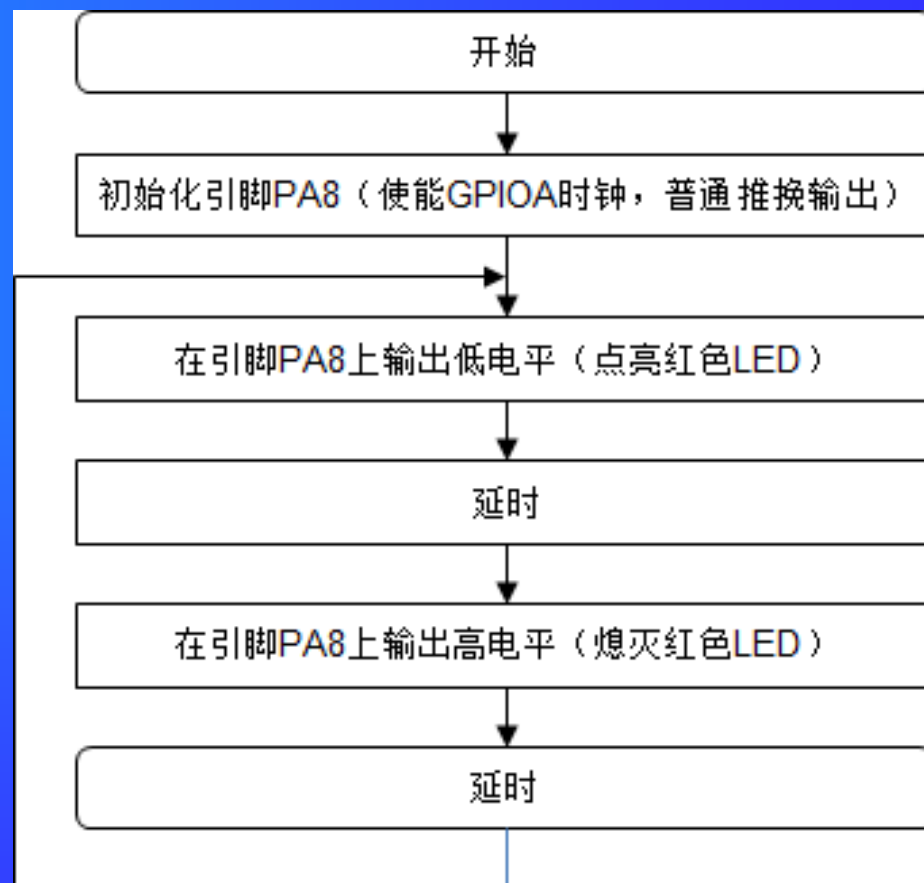 开始
初始化引脚PA8（使能GPIOA时钟，普通推挽输出）
在引脚PA8上输出低电平（点亮红色LED）
延时
在引脚PA8上输出高电平（熄灭红色LED）
延时